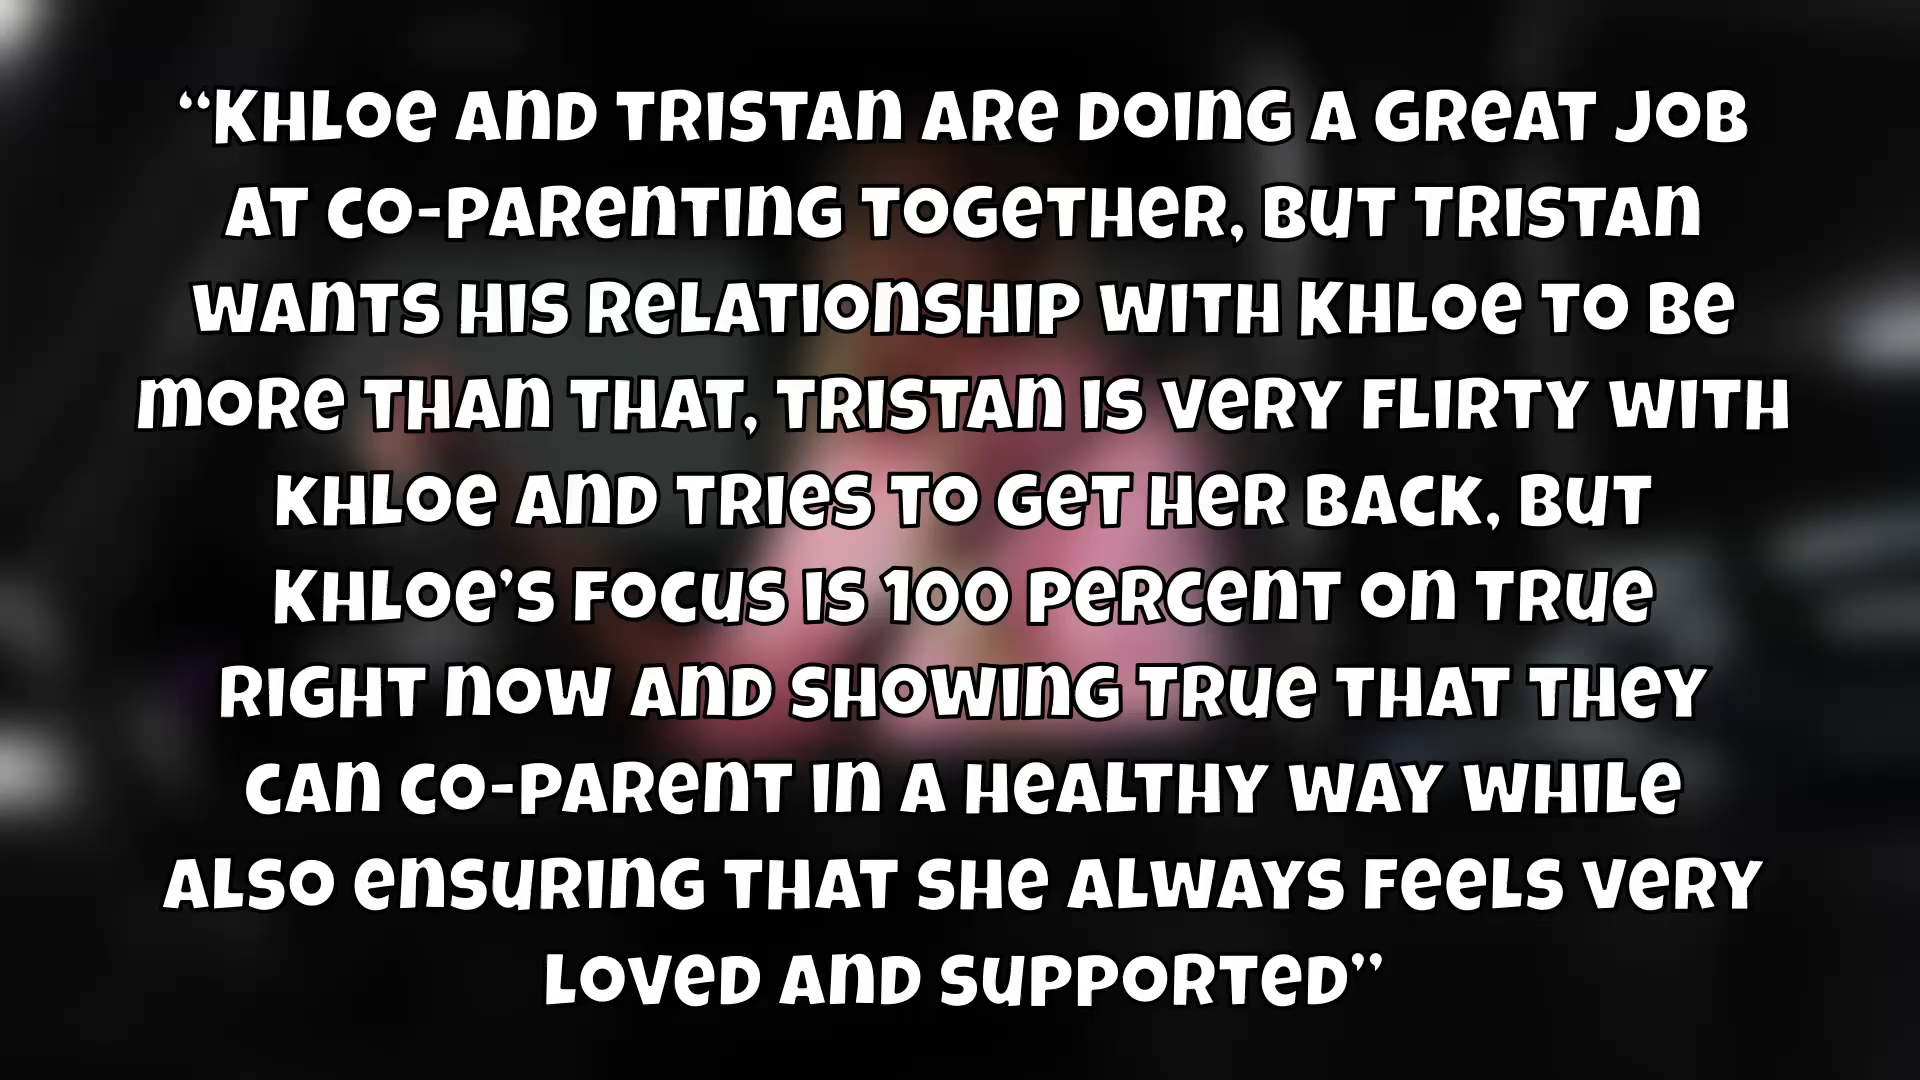 “Khloe and Tristan are doing a great job
at co-parenting together, but Tristan
wants his relationship with Khloe to be
more than that, Tristan is very flirty with
Khloe and tries to get her back, but
Khloe’s focus is 100 percent on True
right now and showing True that they
can co-parent in a healthy way while
also ensuring that she always feels very
loved and supported”